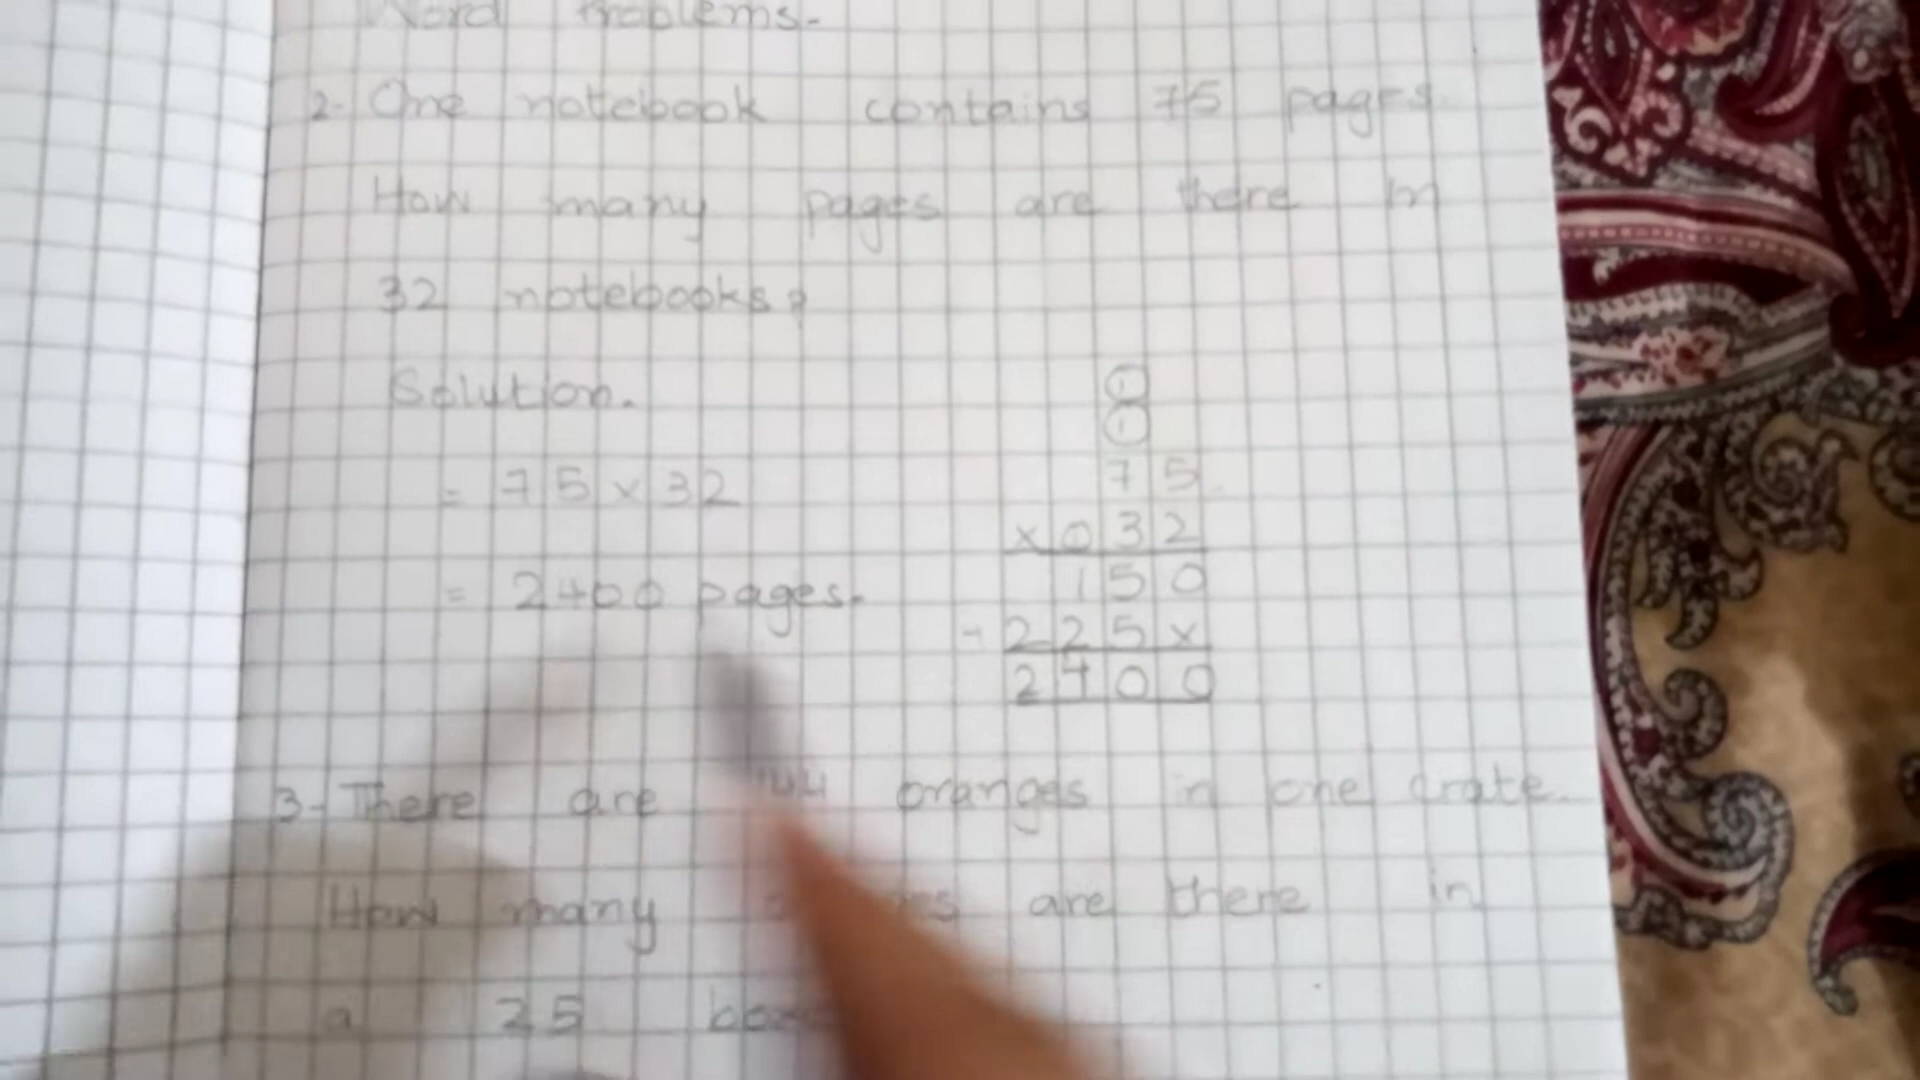 Word Problems.
2- One notebook contains 75 pages.
How many pages are there in
32 notebooks?
Solution.
= 75 x 32
= 2400 pages.
1
1
75
x 032
150
+ 225x
2400
3- There are oranges in one crate.
How many are there in
a 25